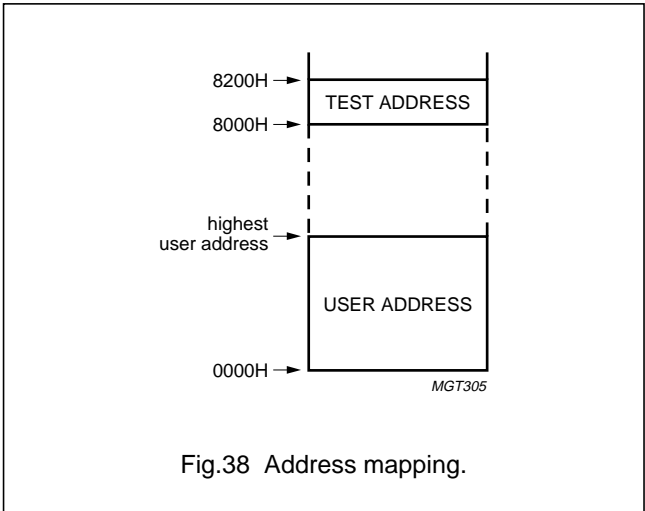 8200H
TEST ADDRESS
8000H
highest
user address
USER ADDRESS
0000H
MGT305
Fig.38 Address mapping.